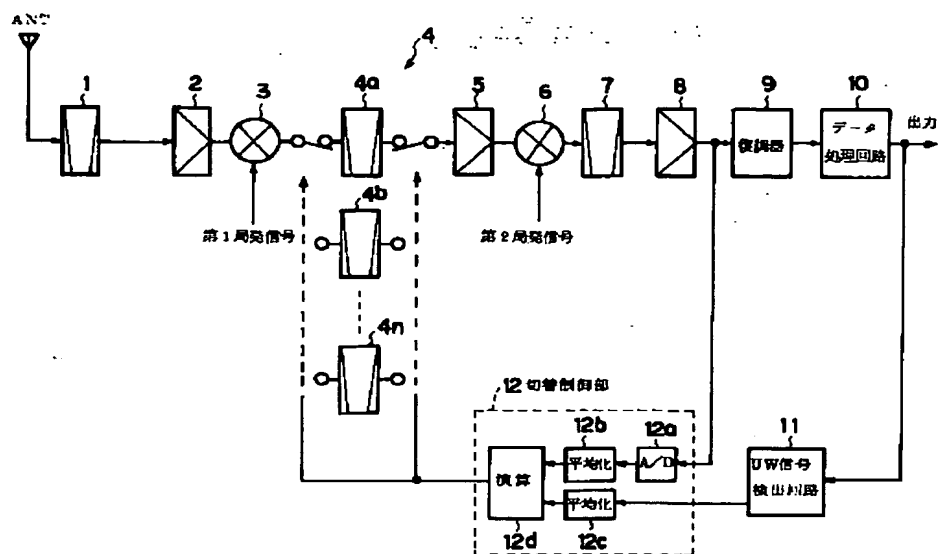 ANT
4
1
2
3
4a
5
6
7
8
9
10
復調器
データ
処理回路
出力
第1局発信号
4b
第2局発信号
4n
12 切替制御部
12b
12a
11
演算
平均化
A/D
UW信号
検出回路
平均化
12d
12c